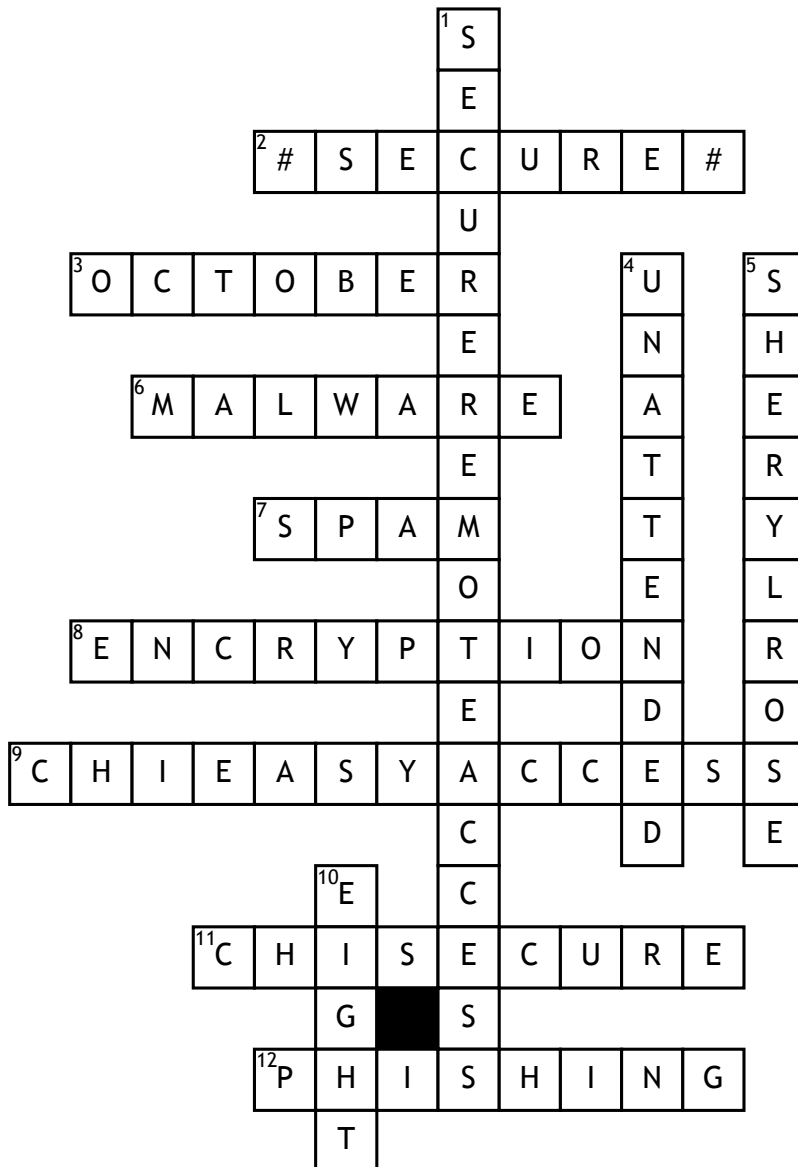 1 S
E
2 # S E C U R E #
U
3 O C T O B E R 4 U 5 S
E N H
6 M A L W A R E A E
E T R
7 S P A M T Y
O E L
8 E N C R Y P T I O N R
E D O
9 C H I E A S Y A C C E S S
C D E
10 E C
11 C H I S E C U R E
G S
12 P H I S H I N G
T